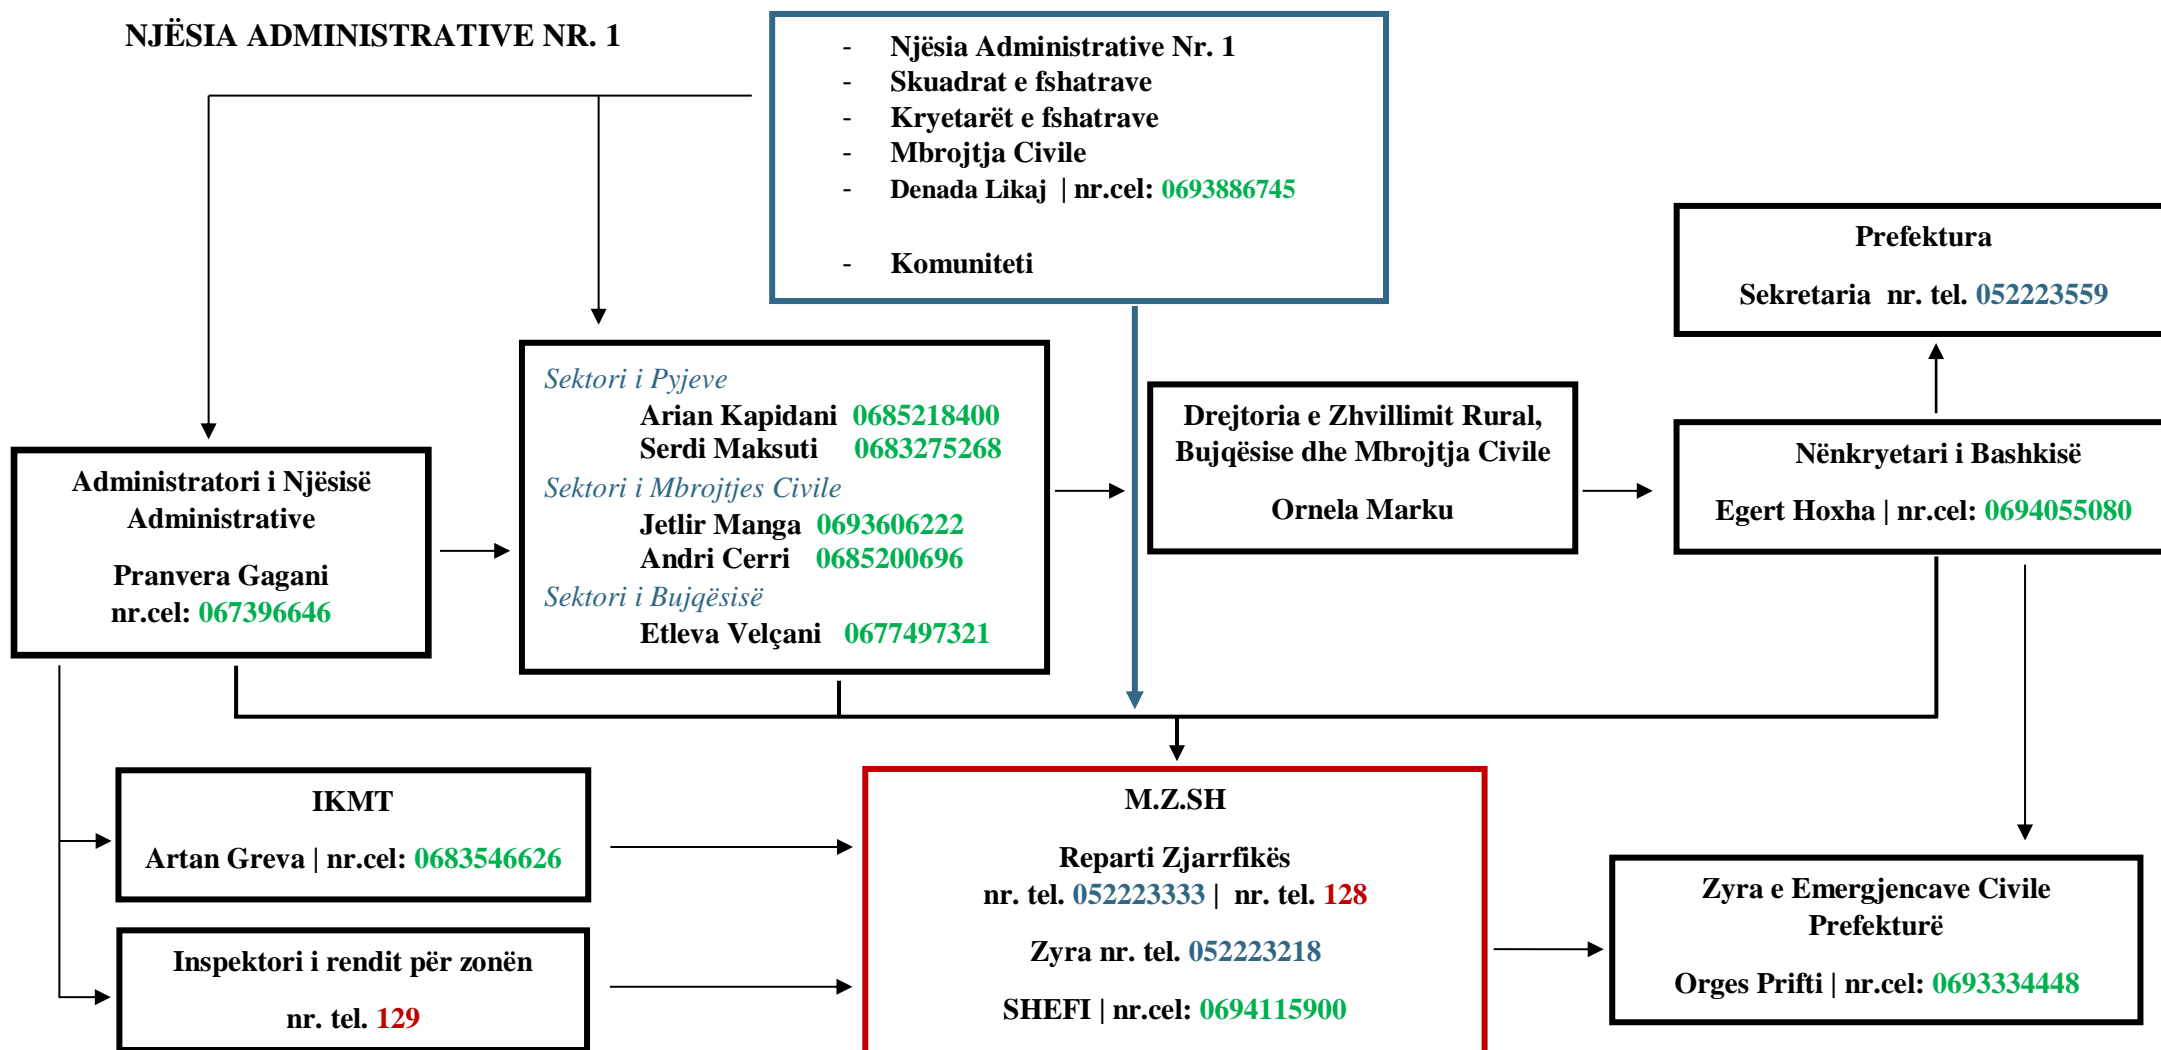 NJËSIA ADMINISTRATIVE NR. 1
- Njësia Administrative Nr. 1
- Skuadrat e fshatrave
- Kryetarët e fshatrave
- Mbrojtja Civile
- Denada Likaj | nr.cel: 0693886745
- Komuniteti
Prefektura
Sekretaria nr. tel. 052223559
Sektori i Pyjeve
Arian Kapidani 0685218400
Serdi Maksuti 0683275268
Sektori i Mbrojtjes Civile
Jetlir Manga 0693606222
Andri Cerri 0685200696
Sektori i Bujqësisë
Etleva Velçani 0677497321
Drejtoria e Zhvillimit Rural,
Bujqësise dhe Mbrojtja Civile
Ornela Marku
Nënkryetari i Bashkisë
Egert Hoxha | nr.cel: 0694055080
Administratori i Njësisë
Administrative
Pranvera Gagani
nr.cel: 067396646
IKMT
Artan Greva | nr.cel: 0683546626
Inspektori i rendit për zonën
nr. tel. 129
M.Z.SH
Reparti Zjarrfikës
nr. tel. 052223333 | nr. tel. 128
Zyra nr. tel. 052223218
SHEFI | nr.cel: 0694115900
Zyra e Emergjencave Civile
Prefekturë
Orges Prifti | nr.cel: 0693334448